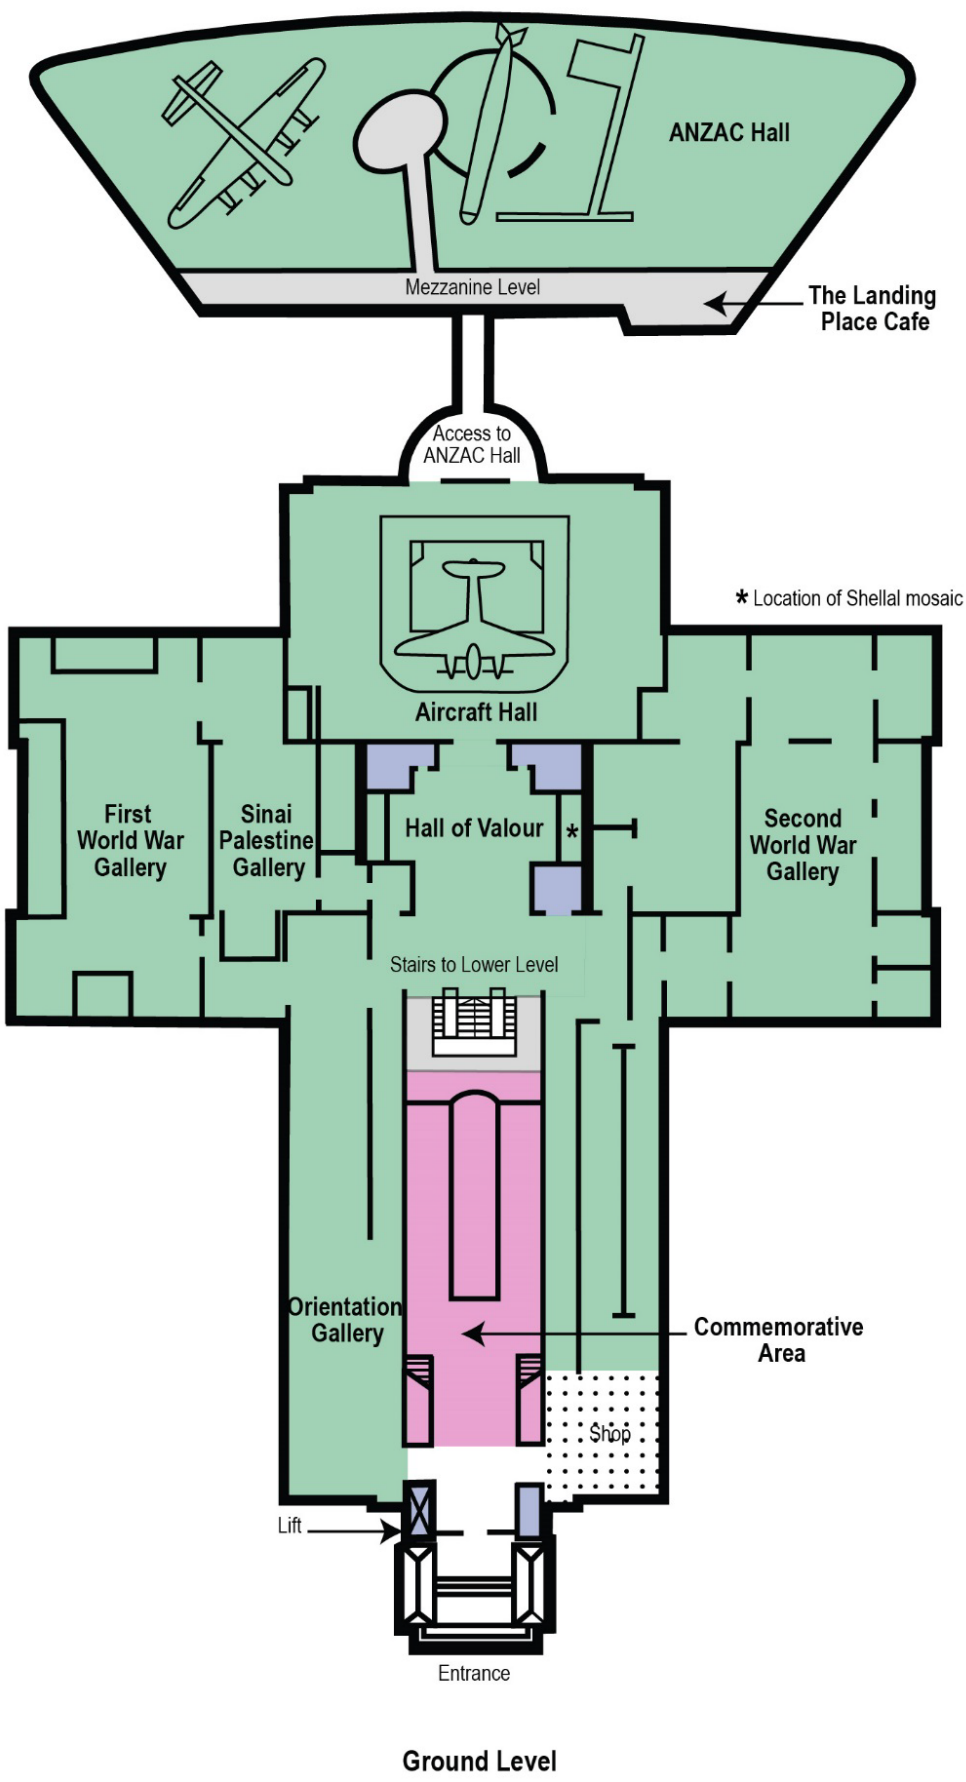 ANZAC Hall
Mezzanine Level
The Landing
Place Cafe
Access to
ANZAC Hall
* Location of Shellal mosaic
Aircraft Hall
First
World War
Gallery
Sinai
Palestine
Gallery
Hall of Valour
*
Second
World War
Gallery
Stairs to Lower Level
Orientation
Gallery
Commemorative
Area
Shop
Lift
Entrance
Ground Level